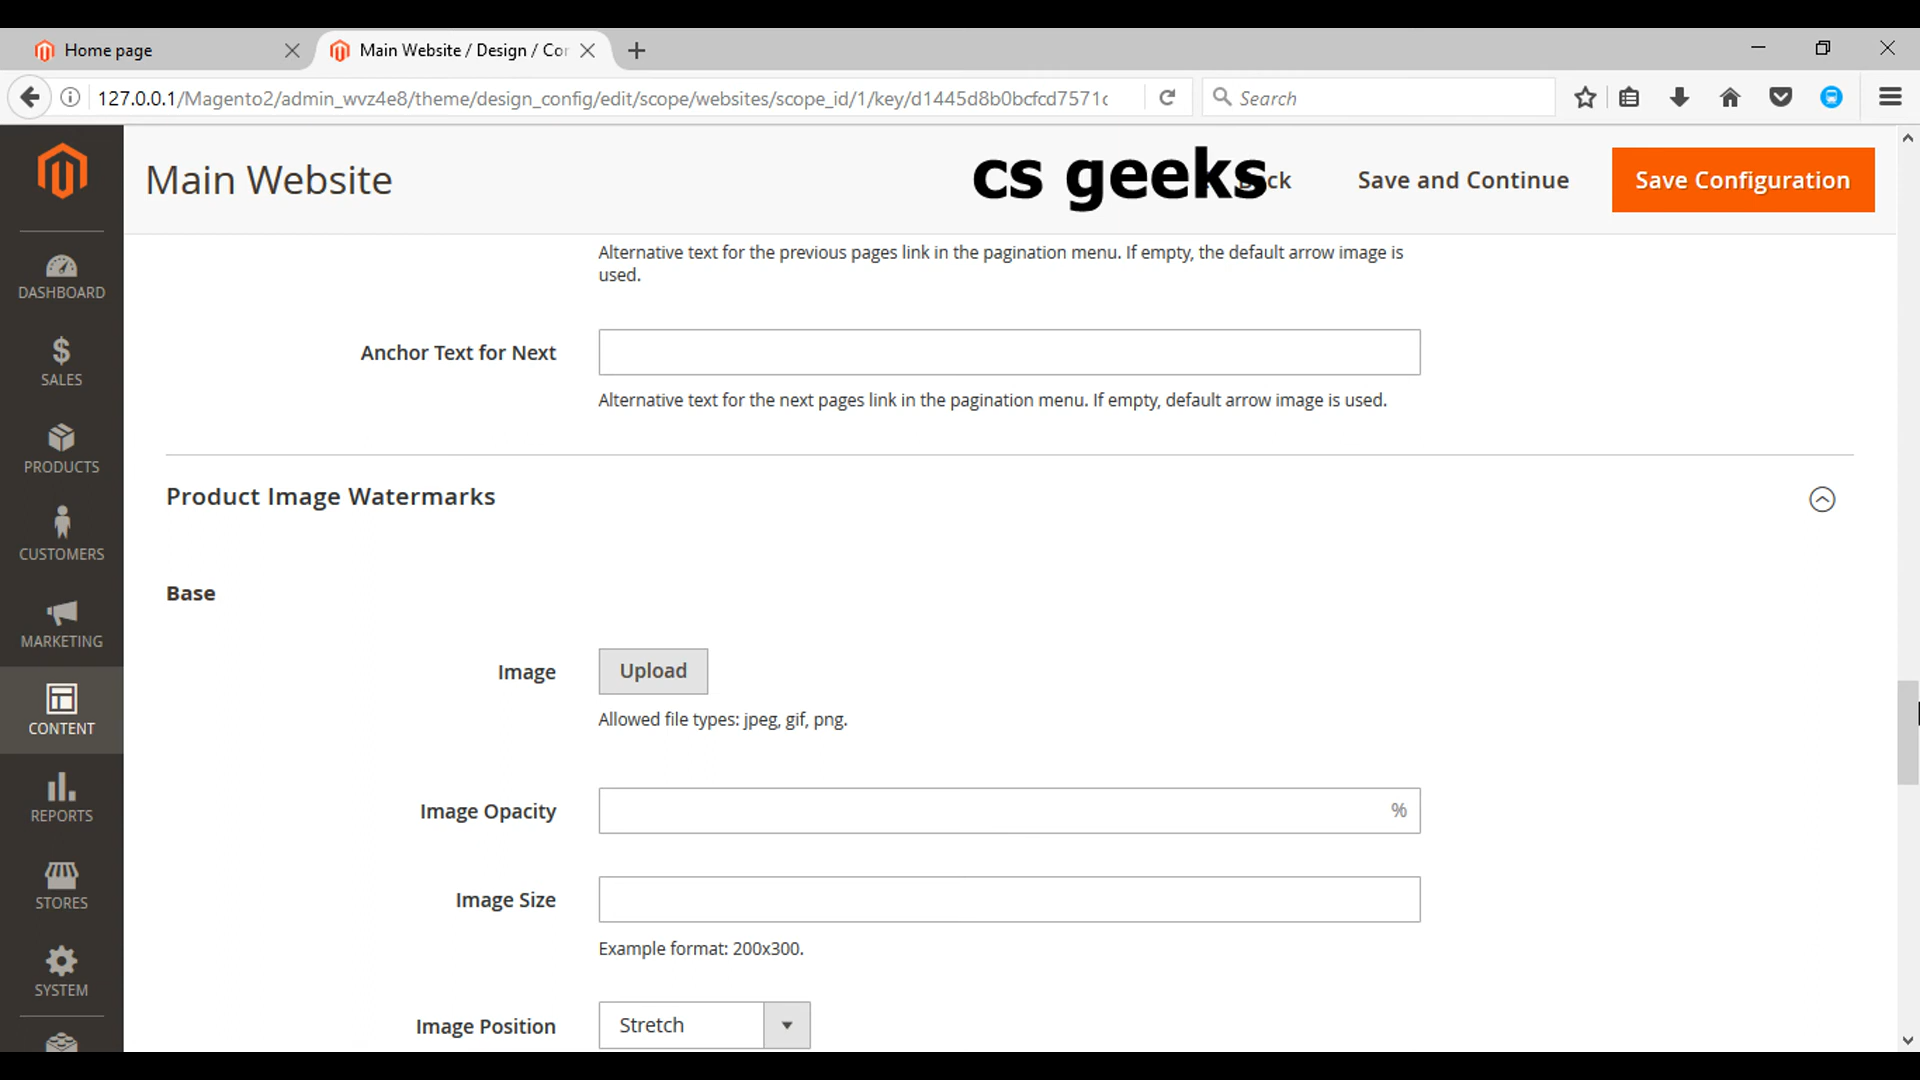 Home page
Main Website / Design / Cor
127.0.0.1/Magento2/admin_wvz4e8/theme/design_config/edit/scope/websites/scope_id/1/key/d1445d8b0bcfcd7571c
Search
Main Website
cs geeks
Save and Continue
Save Configuration
DASHBOARD
SALES
PRODUCTS
CUSTOMERS
MARKETING
CONTENT
REPORTS
STORES
SYSTEM
Alternative text for the previous pages link in the pagination menu. If empty, the default arrow image is
used.
Anchor Text for Next
Alternative text for the next pages link in the pagination menu. If empty, default arrow image is used.
Product Image Watermarks
Base
Image
Upload
Allowed file types: jpeg, gif, png.
Image Opacity
%
Image Size
Example format: 200x300.
Image Position
Stretch